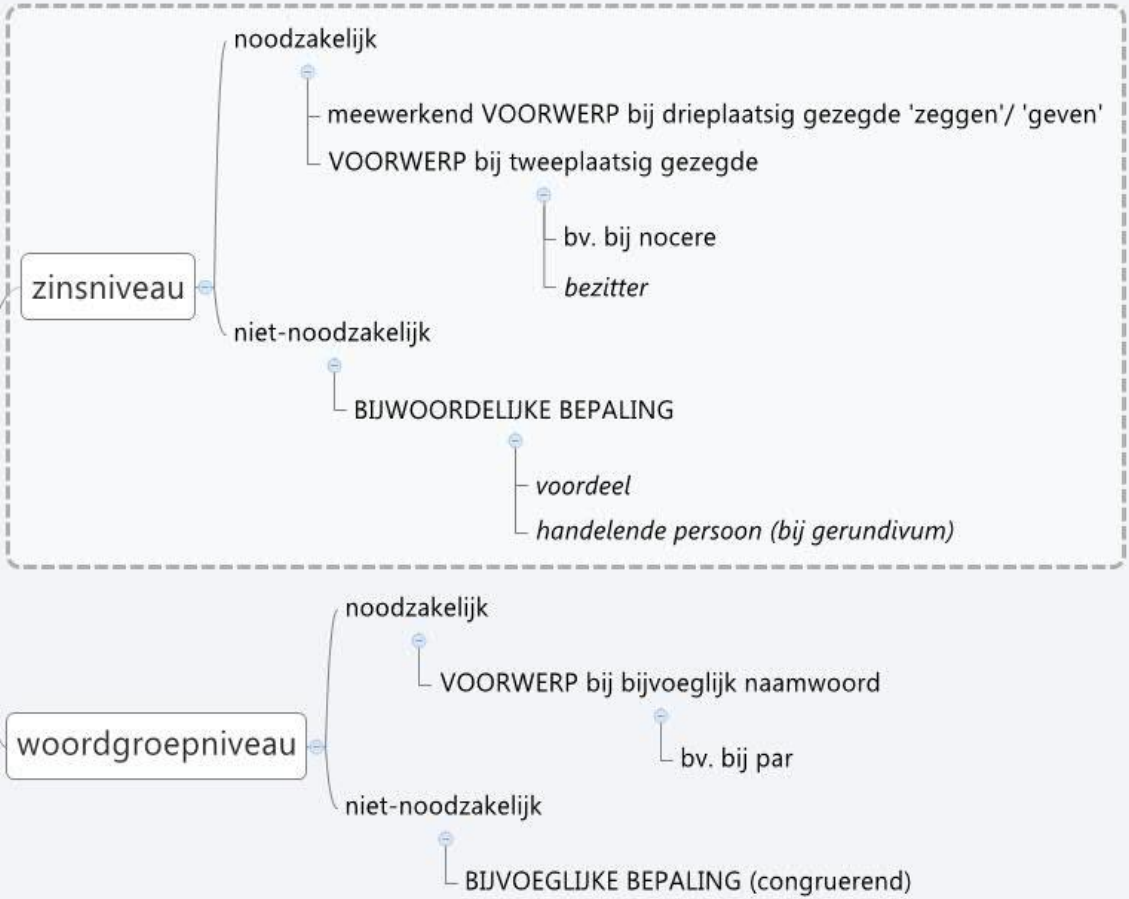 noodzakelijk
meewerkend VOORWERP bij drieplaatsig gezegde 'zeggen'/ 'geven'
VOORWERP bij tweeplaatsig gezegde
bv. bij nocere
bezitter
zinsniveau
niet-noodzakelijk
BIJWOORDELIJKE BEPALING
voordeel
handelende persoon (bij gerundivum)
noodzakelijk
VOORWERP bij bijvoeglijk naamwoord
bv. bij par
woordgroepniveau
niet-noodzakelijk
BIJVOEGLIJKE BEPALING (congruerend)